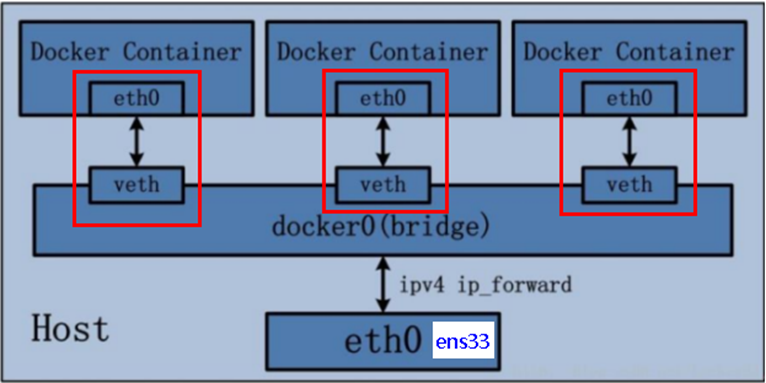 Docker Container
Docker Container
Docker Container
eth0
eth0
eth0
veth
veth
veth
docker0(bridge)
ipv4 ip_forward
Host
eth0 ens33